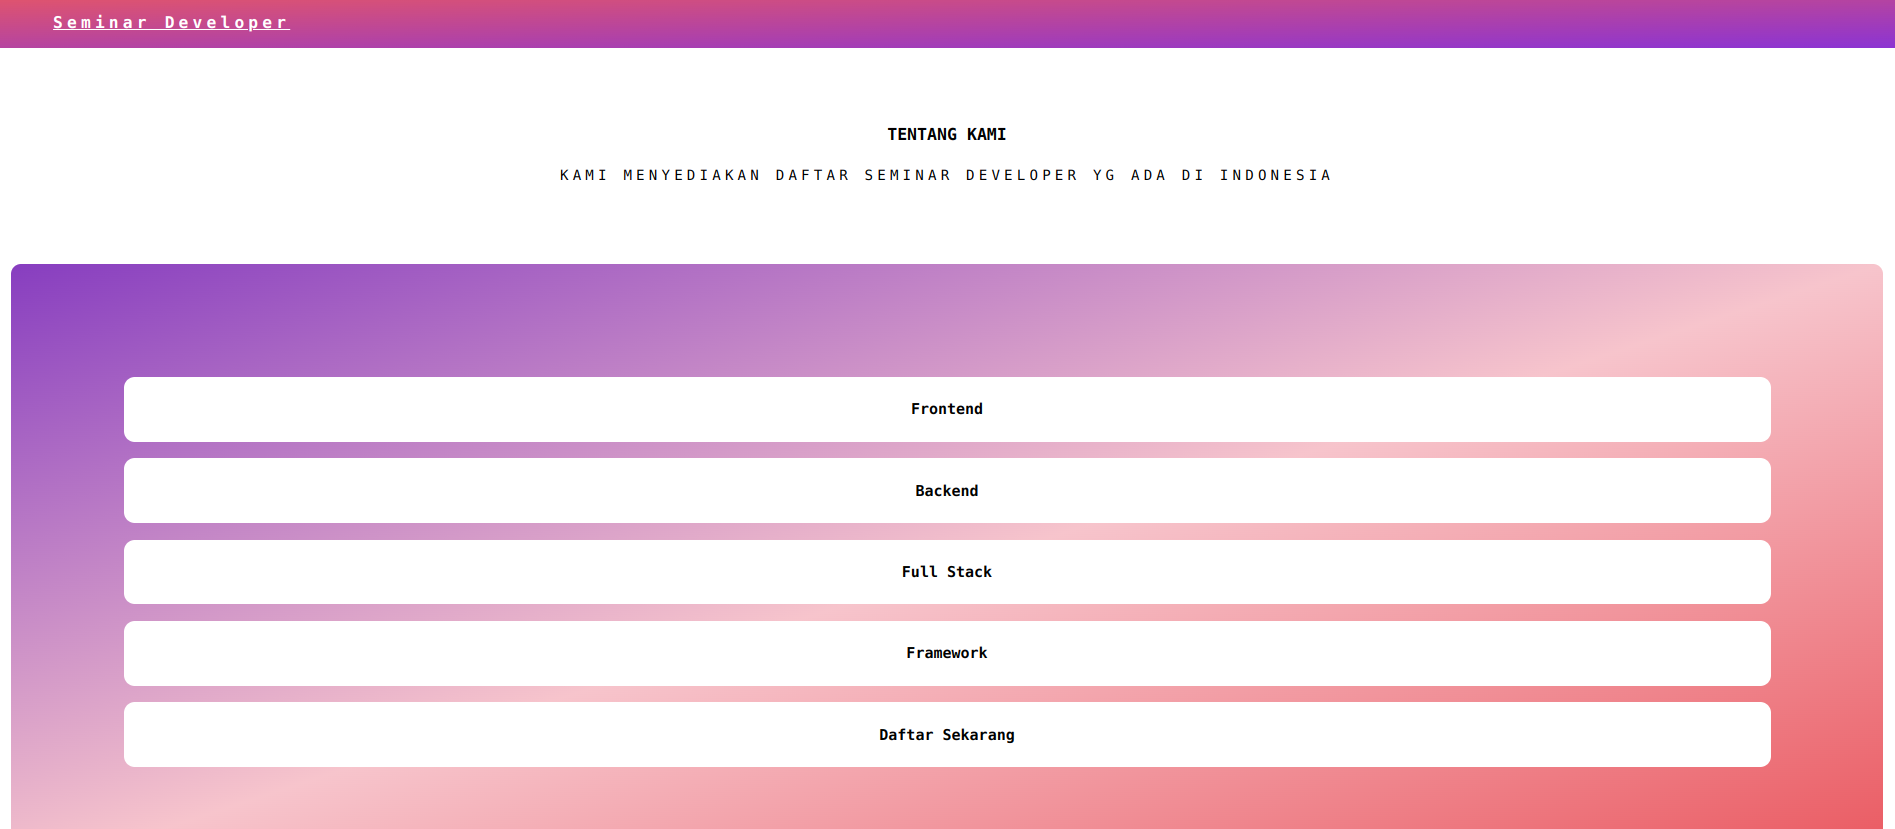 Seminar Developer
TENTANG KAMI
KAMI MENYEDIAKAN DAFTAR SEMINAR DEVELOPER YG ADA DI INDONESIA
Frontend
Backend
Full Stack
Framework
Daftar Sekarang